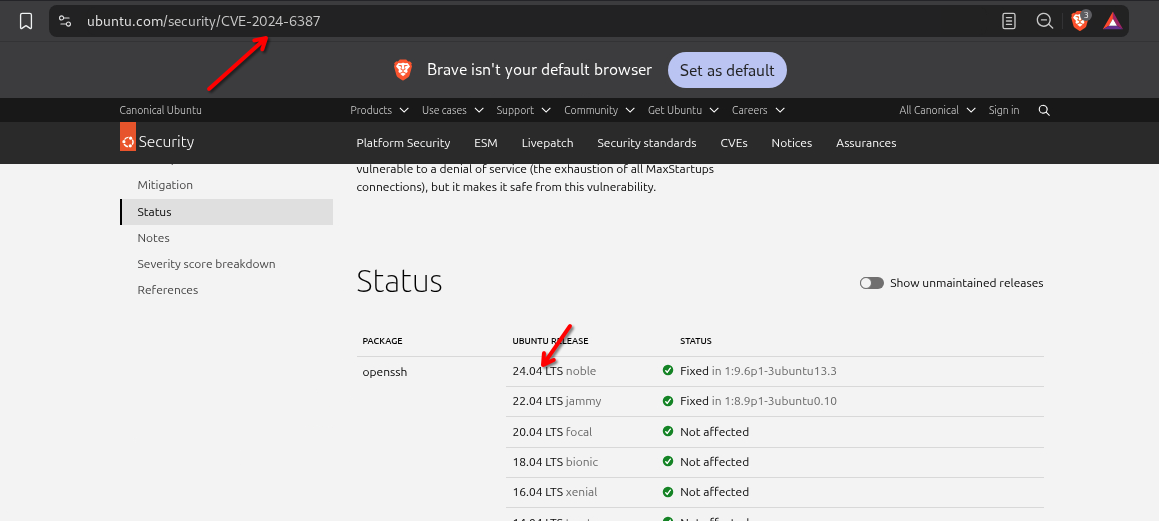 ubuntu.com/security/CVE-2024-6387
3
Brave isn't your default browser Set as default
Canonical Ubuntu Products Use cases Support Community Get Ubuntu Careers All Canonical Sign in
Security Platform Security ESM Livepatch Security standards CVEs Notices Assurances
vulnerable to a denial of service (the exhaustion of all MaxStartups
connections), but it makes it safe from this vulnerability.
Mitigation
Status
Notes
Severity score breakdown
References
Status
Show unmaintained releases
PACKAGE UBUNTU RELEASE STATUS
openssh 24.04 LTS noble Fixed in 1:9.6p1-3ubuntu13.3
22.04 LTS jammy Fixed in 1:8.9p1-3ubuntu0.10
20.04 LTS focal Not affected
18.04 LTS bionic Not affected
16.04 LTS xenial Not affected